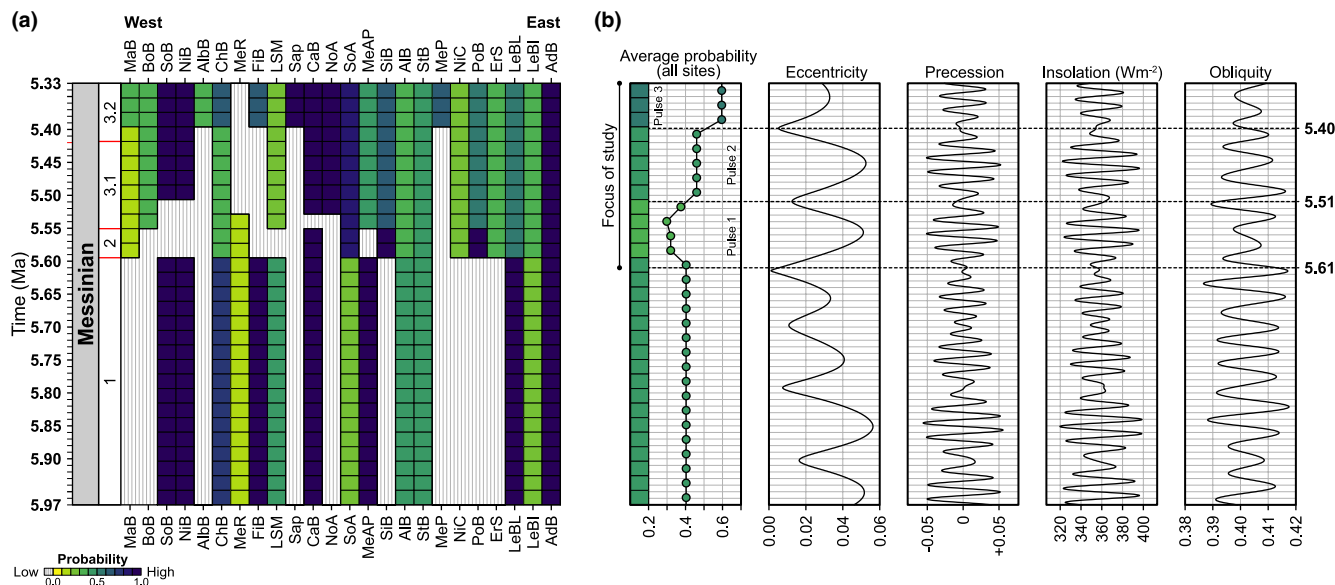 (a)
West
East
MaB
BoB
SoB
NiB
AlbB
ChB
MeR
FiB
LSM
Sap
CaB
NoA
SoA
MeAP
SiB
AlB
StB
MeP
NiC
PoB
ErS
LeBL
LeBI
AdB
Time (Ma)
5.33
5.40
5.45
5.50
5.55
5.60
5.65
5.70
5.75
5.80
5.85
5.90
5.97
Messinian
3.2
3.1
2
1
MaB
BoB
SoB
NiB
AlbB
ChB
MeR
FiB
LSM
Sap
CaB
NoA
SoA
MeAP
SiB
AlB
StB
MeP
NiC
PoB
ErS
LeBL
LeBI
AdB
Probability
Low
High
0.0
0.5
1.0
(b)
Average probability
(all sites)
Focus of study
Pulse 3
Pulse 2
Pulse 1
0.2
0.4
0.6
Eccentricity
0.00
0.02
0.04
0.06
Precession
-0.05
0
+0.05
Insolation (Wm⁻²)
320
340
360
380
400
Obliquity
0.38
0.39
0.40
0.41
0.42
5.40
5.51
5.61